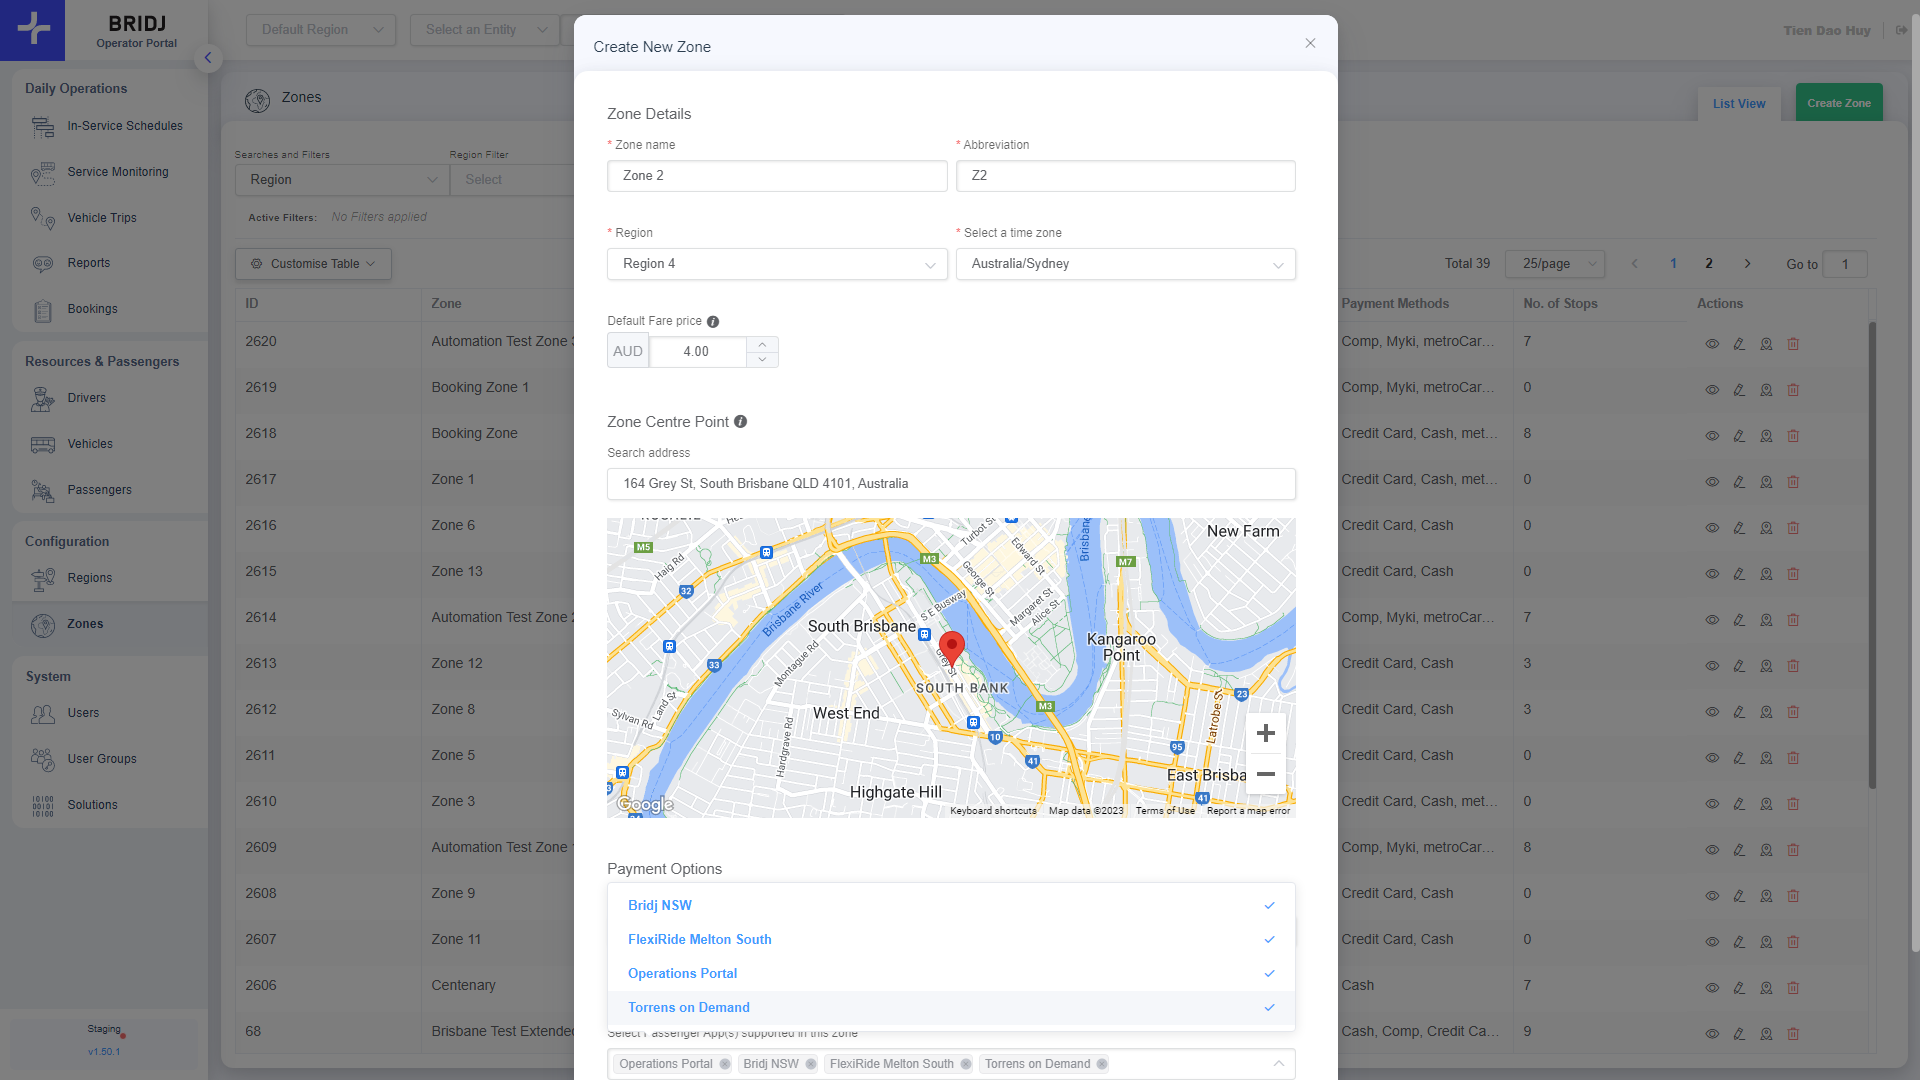 BRIDJ
Operator Portal
Default Region
Select an Entity
Tien Dao Huy
Daily Operations
In-Service Schedules
Service Monitoring
Vehicle Trips
Reports
Bookings
Resources & Passengers
Drivers
Vehicles
Passengers
Configuration
Regions
Zones
System
Users
User Groups
Solutions
Staging
v1.50.1
Zones
List View
Create Zone
Searches and Filters
Region Filter
Region
Select
Active Filters: No Filters applied
Customise Table
Total 39
25/page
1
2
Go to
1
ID
Zone
Payment Methods
No. of Stops
Actions
2620 Automation Test Zone 3 Comp, Myki, metroCar... 7
2619 Booking Zone 1 Comp, Myki, metroCar... 0
2618 Booking Zone Credit Card, Cash, met... 8
2617 Zone 1 Credit Card, Cash, met... 0
2616 Zone 6 Credit Card, Cash 0
2615 Zone 13 Credit Card, Cash 0
2614 Automation Test Zone 2 Comp, Myki, metroCar... 7
2613 Zone 12 Credit Card, Cash 3
2612 Zone 8 Credit Card, Cash 3
2611 Zone 5 Credit Card, Cash 0
2610 Zone 3 Credit Card, Cash, met... 0
2609 Automation Test Zone Comp, Myki, metroCar... 8
2608 Zone 9 Credit Card, Cash 0
2607 Zone 11 Credit Card, Cash 0
2606 Centenary Cash 7
68 Brisbane Test Extended Cash, Comp, Credit Ca... 9
Create New Zone
Zone Details
* Zone name
* Abbreviation
Zone 2
Z2
* Region
* Select a time zone
Region 4
Australia/Sydney
Default Fare price
AUD
4.00
Zone Centre Point
Search address
164 Grey St, South Brisbane QLD 4101, Australia
New Farm
Turbot St
Brisbane
M5
Haig Rd
M3
Edward St
M7
George St
32
Brisbane River
S E Busway
Margaret St
Alice St
South Brisbane
Kangaroo
Point
Grey St
Montague Rd
33
SOUTH BANK
23
Land St
Sylvan Rd
West End
M3
Latrobe St
Hardgrave Rd
10
95
41
East Brisba
Highgate Hill
41
Google
Keyboard shortcuts
Map data ©2023
Terms of Use
Report a map error
Payment Options
Bridj NSW
FlexiRide Melton South
Operations Portal
Torrens on Demand
Select Passenger App(s) supported in this zone
Operations Portal
Bridj NSW
FlexiRide Melton South
Torrens on Demand